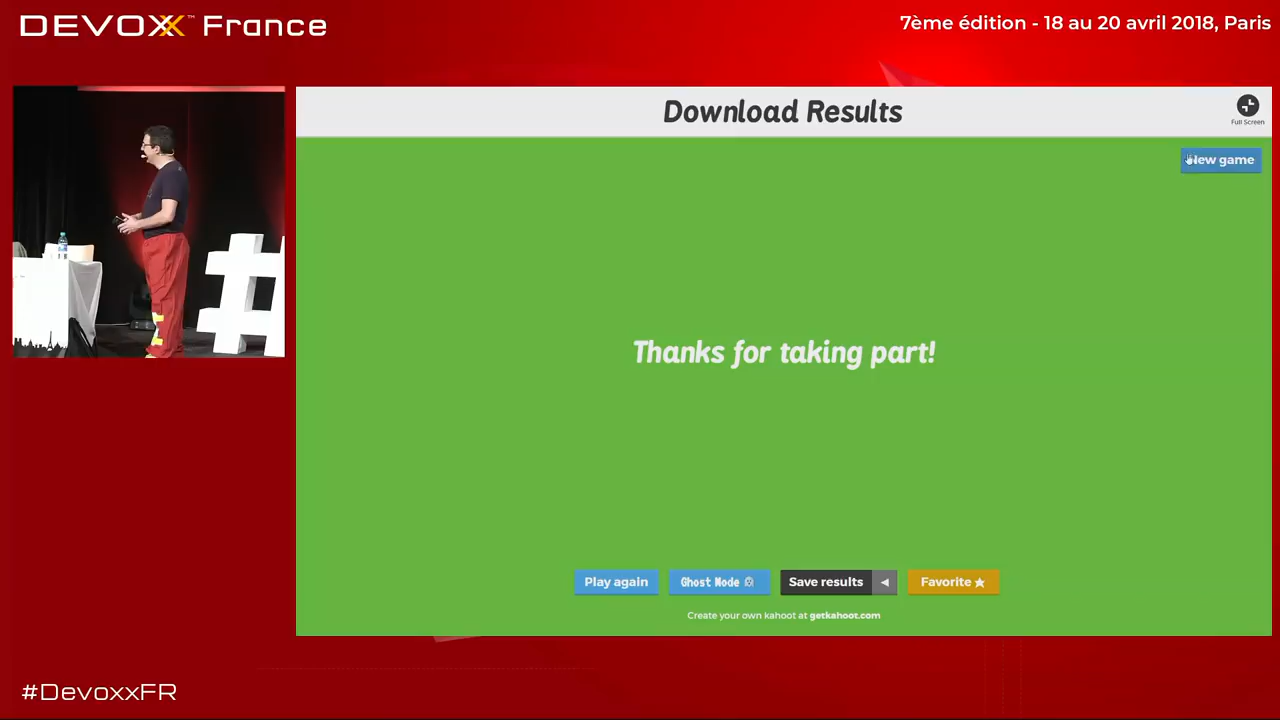 DEVOXX™ France
7ème édition - 18 au 20 avril 2018, Paris
Download Results
Full Screen
New game
Thanks for taking part!
Play again
Ghost Mode
Save results
Favorite
Create your own kahoot at getkahoot.com
#DevoxxFR